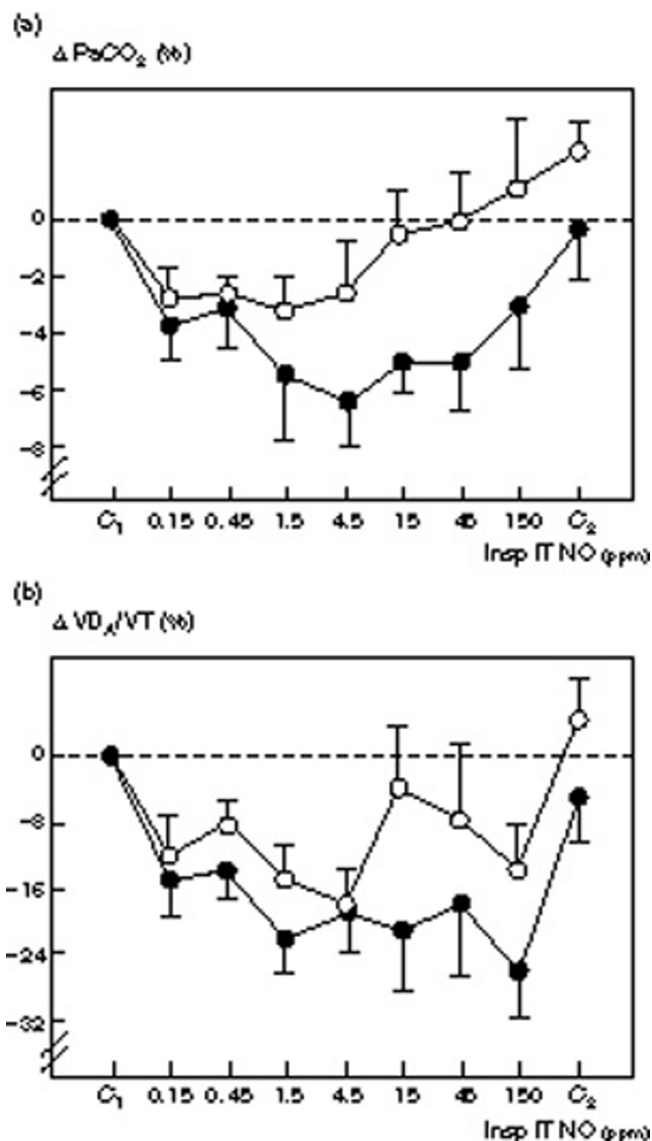 (a)
Δ PaCO₂ (%)
0
−2
−4
−6
−8
C₁ 0.15 0.45 1.5 4.5 15 45 150 C₂
Insp IT NO (ppm)
(b)
Δ VD_A/VT (%)
0
−8
−16
−24
−32
C₁ 0.15 0.45 1.5 4.5 15 45 150 C₂
Insp IT NO (ppm)